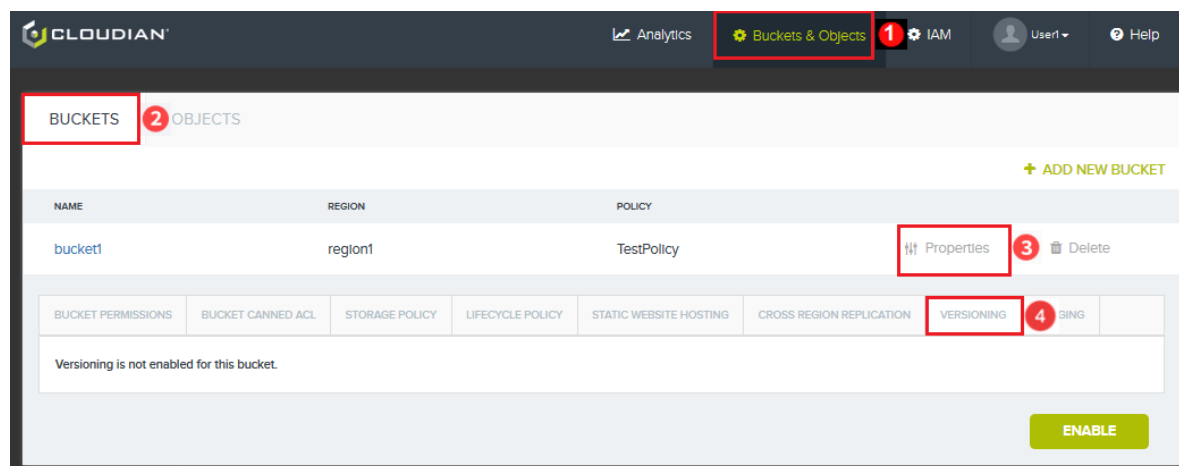 CLOUDIAN Analytics Buckets & Objects 1 IAM User1 Help
BUCKETS 2 OBJECTS
+ ADD NEW BUCKET
NAME REGION POLICY
bucket1 region1 TestPolicy Properties 3 Delete
BUCKET PERMISSIONS BUCKET CANNED ACL STORAGE POLICY LIFECYCLE POLICY STATIC WEBSITE HOSTING CROSS REGION REPLICATION VERSIONING 4 GING
Versioning is not enabled for this bucket.
ENABLE